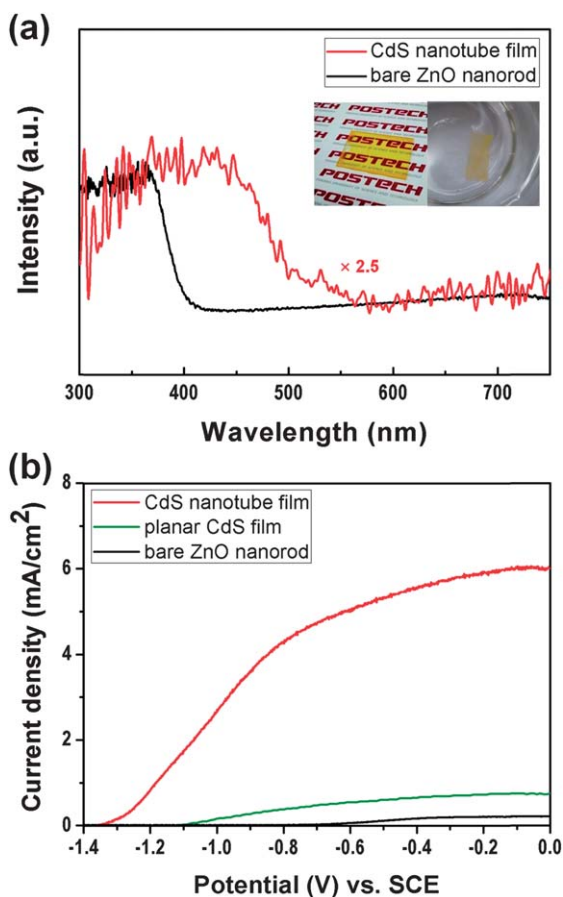 (a)
CdS nanotube film
bare ZnO nanorod
POSTECH
POSTECH
POSTECH
POSTECH
× 2.5
Intensity (a.u.)
300 400 500 600 700
Wavelength (nm)
(b)
CdS nanotube film
planar CdS film
bare ZnO nanorod
Current density (mA/cm²)
8
6
4
2
0
-1.4 -1.2 -1.0 -0.8 -0.6 -0.4 -0.2 0.0
Potential (V) vs. SCE